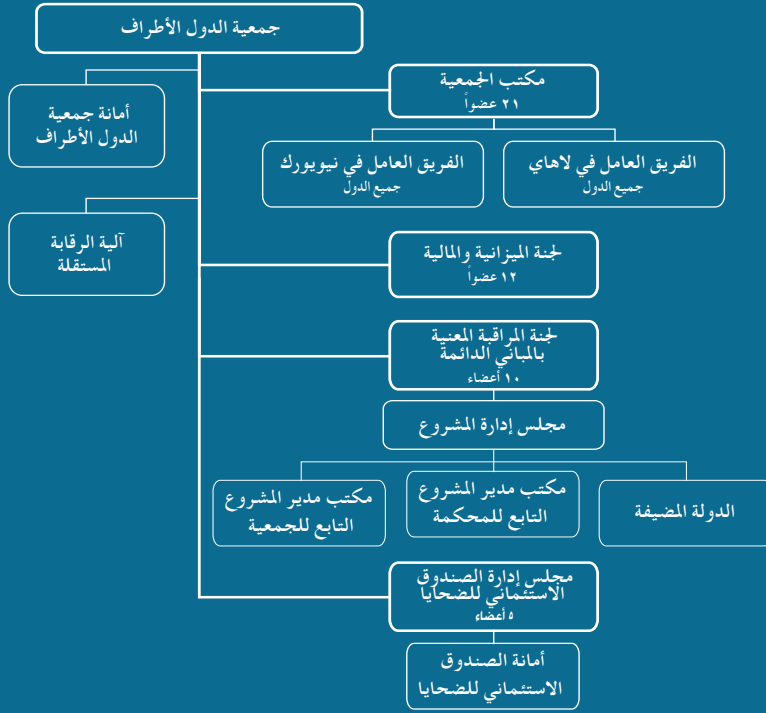 جمعية الدول الأطراف
مكتب الجمعية
٢١ عضواً
أمانة جمعية
الدول الأطراف
الفريق العامل في لاهاي
جميع الدول
الفريق العامل في نيويورك
جميع الدول
آلية الرقابة
المستقلة
لجنة الميزانية والمالية
١٢ عضواً
لجنة المراقبة المعنية
بالمباني الدائمة
١٠ أعضاء
مجلس إدارة المشروع
الدولة المضيفة
مكتب مدير المشروع
التابع للمحكمة
مكتب مدير المشروع
التابع للجمعية
مجلس إدارة الصندوق
الاستئماني للضحايا
٥ أعضاء
أمانة الصندوق
الاستئماني للضحايا